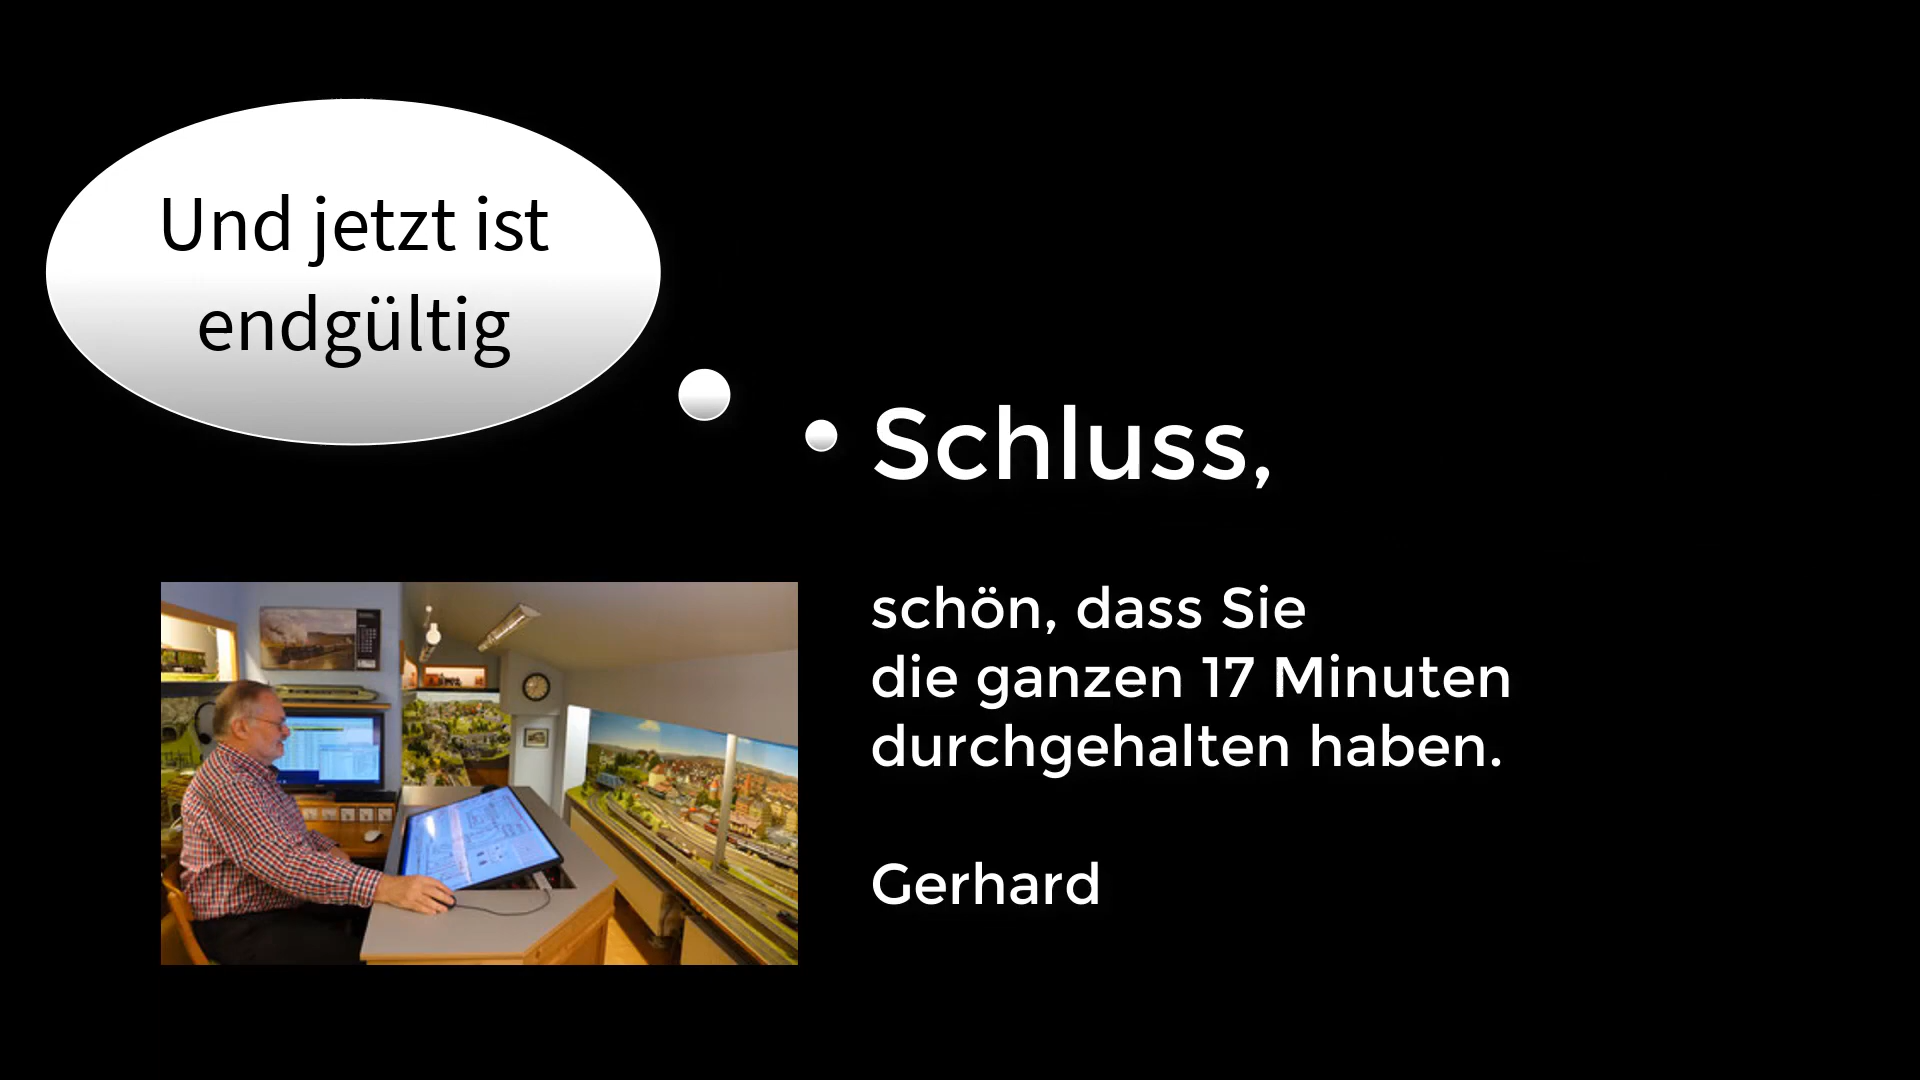 Und jetzt ist
endgültig
Schluss,
schön, dass Sie
die ganzen 17 Minuten
durchgehalten haben.
Gerhard